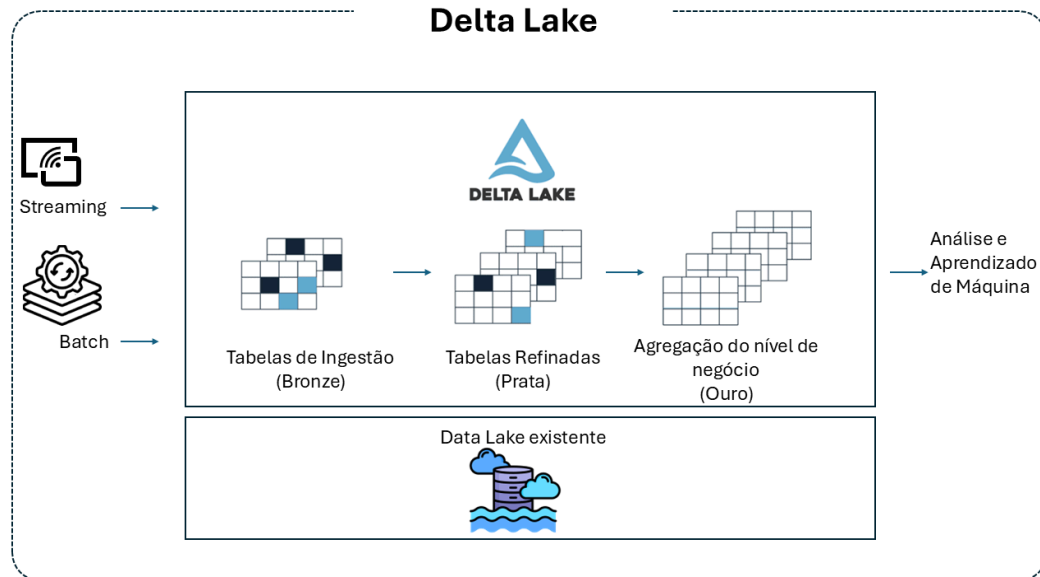 Delta Lake
DELTA LAKE
Streaming
Batch
Tabelas de Ingestão
(Bronze)
Tabelas Refinadas
(Prata)
Agregação do nível de
negócio
(Ouro)
Análise e
Aprendizado
de Máquina
Data Lake existente